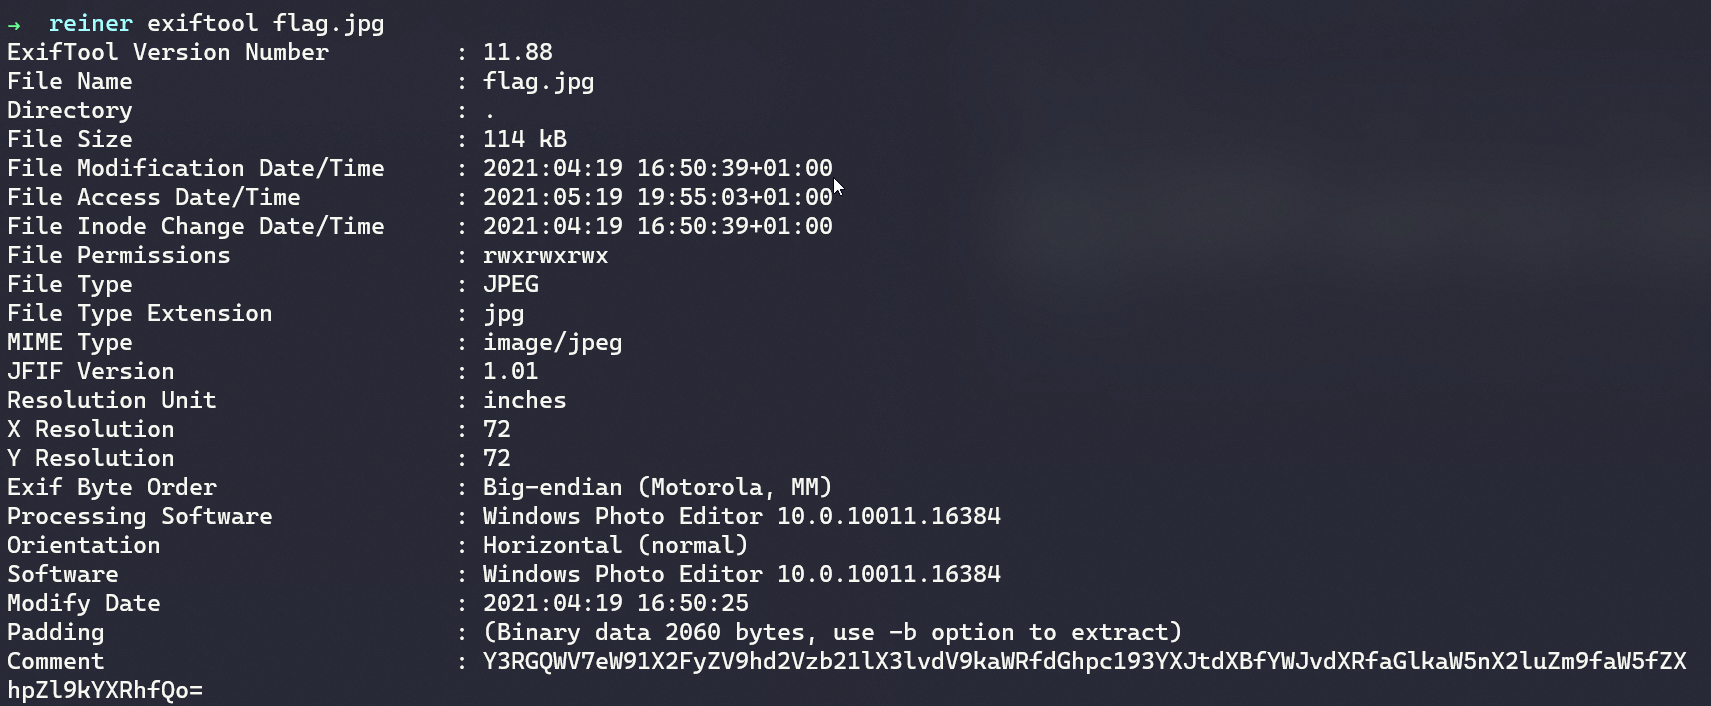 → reiner exiftool flag.jpg
ExifTool Version Number : 11.88
File Name : flag.jpg
Directory : .
File Size : 114 kB
File Modification Date/Time : 2021:04:19 16:50:39+01:00
File Access Date/Time : 2021:05:19 19:55:03+01:00
File Inode Change Date/Time : 2021:04:19 16:50:39+01:00
File Permissions : rwxrwxrwx
File Type : JPEG
File Type Extension : jpg
MIME Type : image/jpeg
JFIF Version : 1.01
Resolution Unit : inches
X Resolution : 72
Y Resolution : 72
Exif Byte Order : Big-endian (Motorola, MM)
Processing Software : Windows Photo Editor 10.0.10011.16384
Orientation : Horizontal (normal)
Software : Windows Photo Editor 10.0.10011.16384
Modify Date : 2021:04:19 16:50:25
Padding : (Binary data 2060 bytes, use -b option to extract)
Comment : Y3RGQWV7eW91X2FyZV9hd2Vzb21lX3lvdV9kaWRfdGhpc193YXJtdXBfYWJvdXRfaGlkaW5nX2luZm9faW5fZX
hpZl9kYXRhfQo=